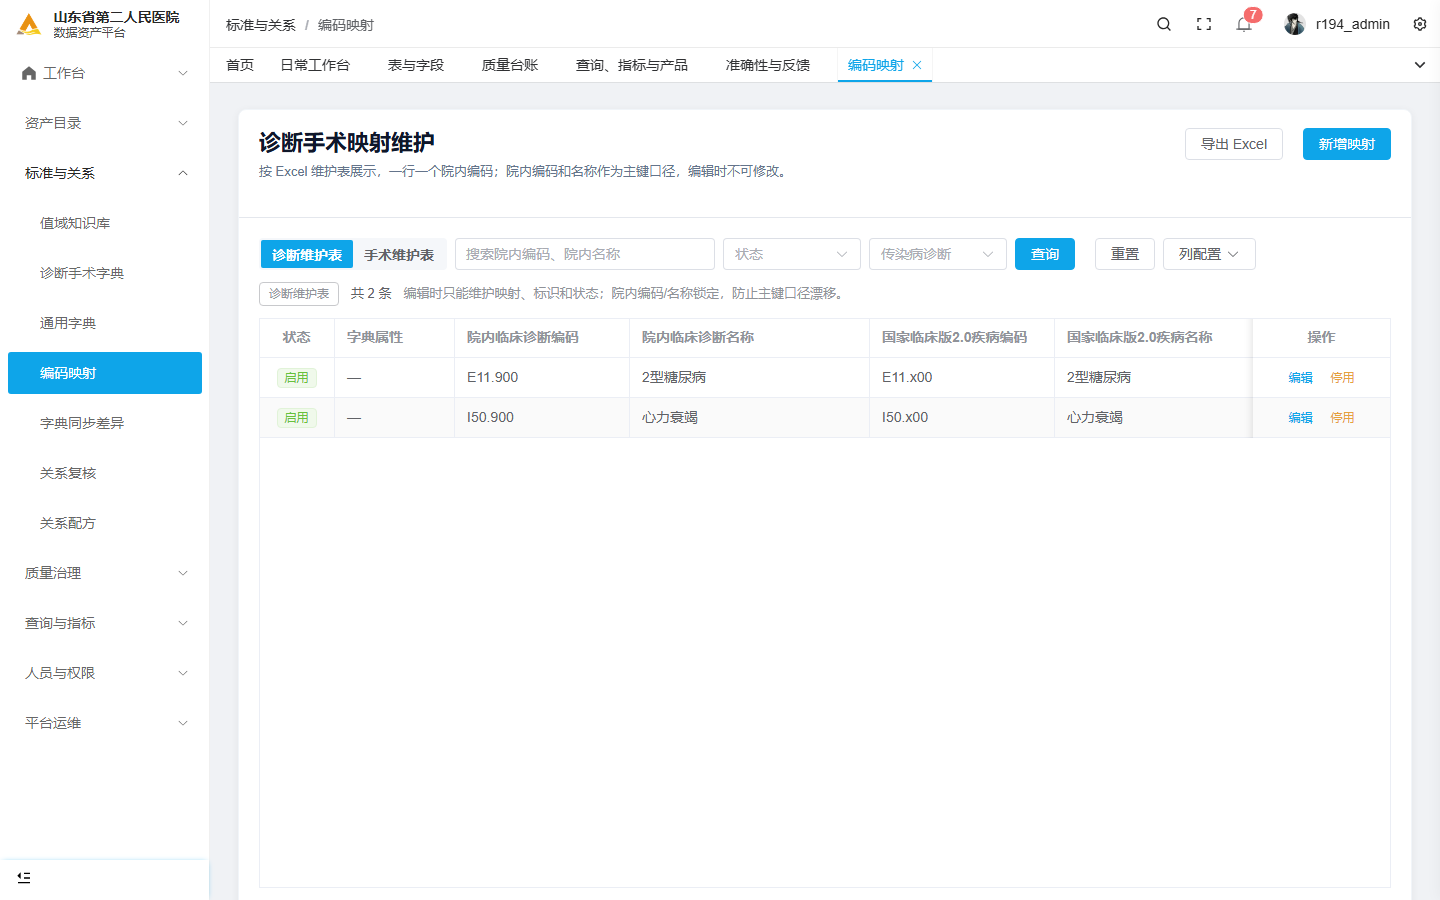 山东省第二人民医院
数据资产平台
标准与关系 / 编码映射
7
r194_admin
首页 日常工作台 表与字段 质量台账 查询、指标与产品 准确性与反馈 编码映射
工作台
资产目录
标准与关系
值域知识库
诊断手术字典
通用字典
编码映射
字典同步差异
关系复核
关系配方
质量治理
查询与指标
人员与权限
平台运维
诊断手术映射维护
按 Excel 维护表展示，一行一个院内编码；院内编码和名称作为主键口径，编辑时不可修改。
导出 Excel 新增映射
诊断维护表 手术维护表 搜索院内编码、院内名称 状态 传染病诊断 查询 重置 列配置
诊断维护表 共 2 条 编辑时只能维护映射、标识和状态；院内编码/名称锁定，防止主键口径漂移。
状态 字典属性 院内临床诊断编码 院内临床诊断名称 国家临床版2.0疾病编码 国家临床版2.0疾病名称 操作
启用 — E11.900 2型糖尿病 E11.x00 2型糖尿病 编辑 停用
启用 — I50.900 心力衰竭 I50.x00 心力衰竭 编辑 停用